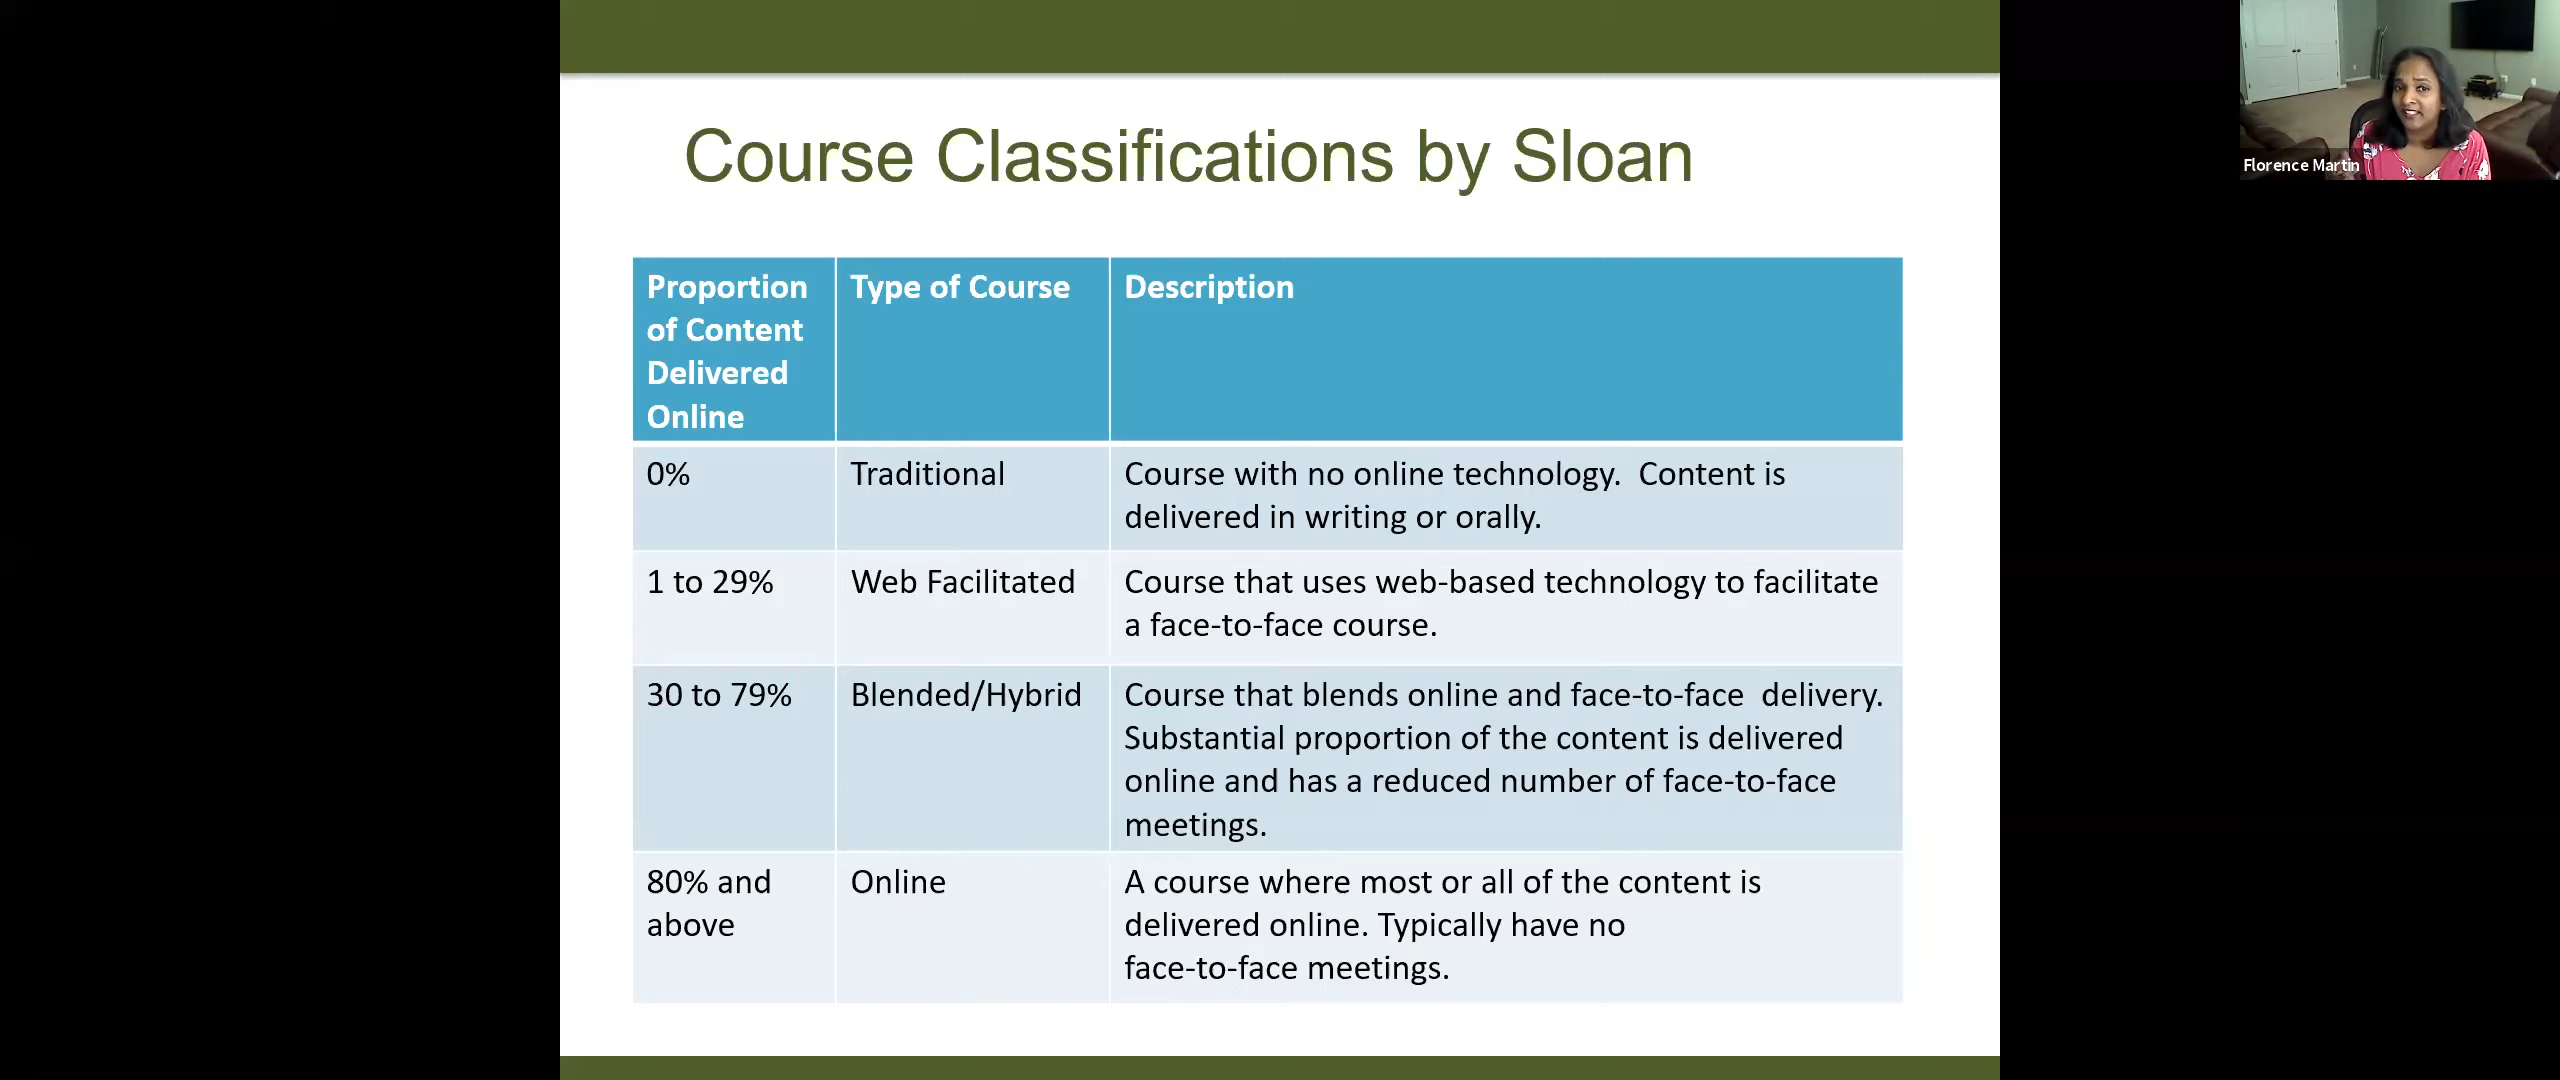 Course Classifications by Sloan
Florence Martin
Proportion
of Content
Delivered
Online
Type of Course
Description
0%
Traditional
Course with no online technology.  Content is
delivered in writing or orally.
1 to 29%
Web Facilitated
Course that uses web-based technology to facilitate
a face-to-face course.
30 to 79%
Blended/Hybrid
Course that blends online and face-to-face  delivery.
Substantial proportion of the content is delivered
online and has a reduced number of face-to-face
meetings.
80% and
above
Online
A course where most or all of the content is
delivered online. Typically have no
face-to-face meetings.